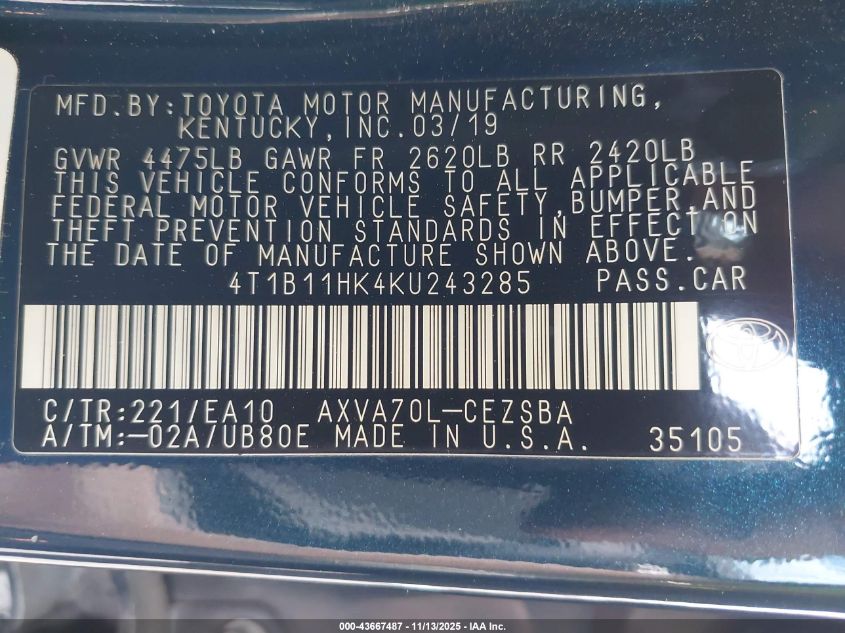 MFD.BY:TOYOTA MOTOR MANUFACTURING,
KENTUCKY,INC.03/19
GVWR 4475LB GAWR FR 2620LB RR 2420LB
THIS VEHICLE CONFORMS TO ALL APPLICABLE
FEDERAL MOTOR VEHICLE SAFETY,BUMPER,AND
THEFT PREVENTION STANDARDS IN EFFECT ON
THE DATE OF MANUFACTURE SHOWN ABOVE.
4T1B11HK4KU243285 PASS.CAR
C/TR:221/EA10 AXVA70L-CEZSBA
A/TM:-02A/UB80E MADE IN U.S.A. 35105
000-43667487 - 11/13/2025 - IAA Inc.